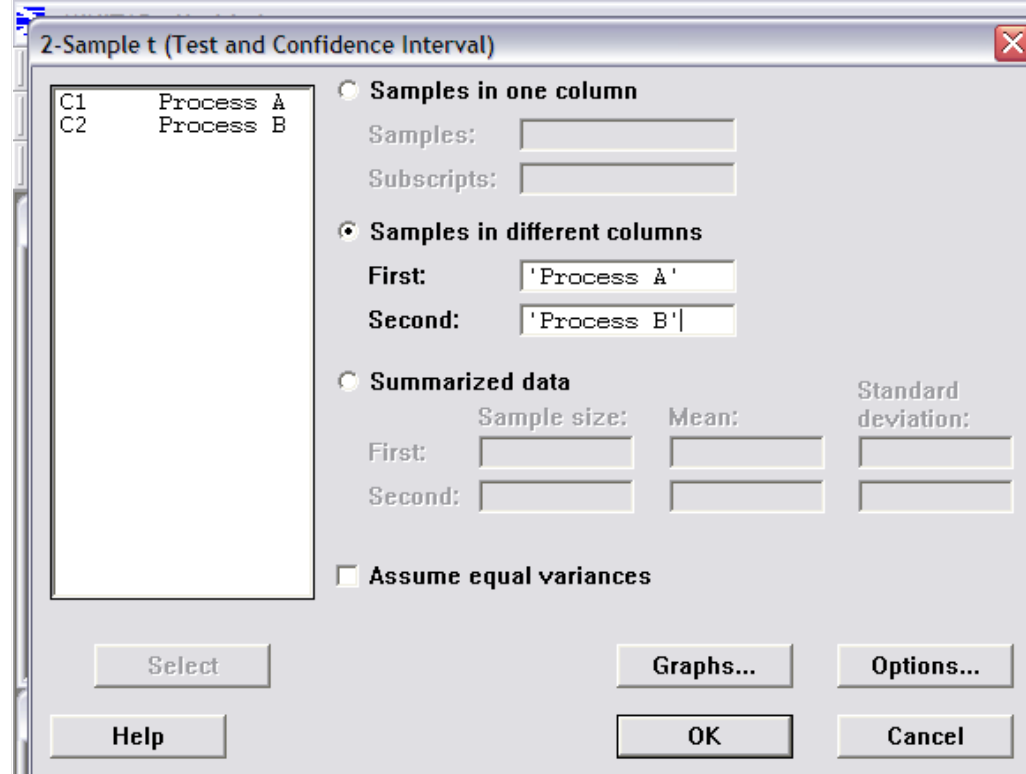 2-Sample t (Test and Confidence Interval)
C1 Process A
C2 Process B
Samples in one column
Samples:
Subscripts:
Samples in different columns
First: 'Process A'
Second: 'Process B'
Summarized data
Sample size: Mean: Standard deviation:
First:
Second:
Assume equal variances
Select
Graphs...
Options...
Help
OK
Cancel